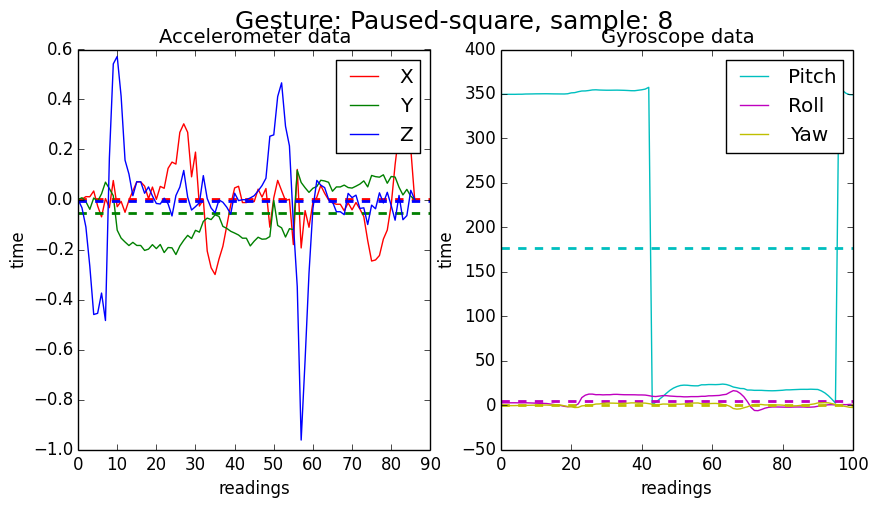 Gesture: Paused-square, sample: 8
Accelerometer data
0.6
0.4
0.2
0.0
−0.2
−0.4
−0.6
−0.8
−1.0
time
0 10 20 30 40 50 60 70 80 90
readings
X
Y
Z
Gyroscope data
400
350
300
250
200
150
100
50
0
−50
time
0 20 40 60 80 100
readings
Pitch
Roll
Yaw